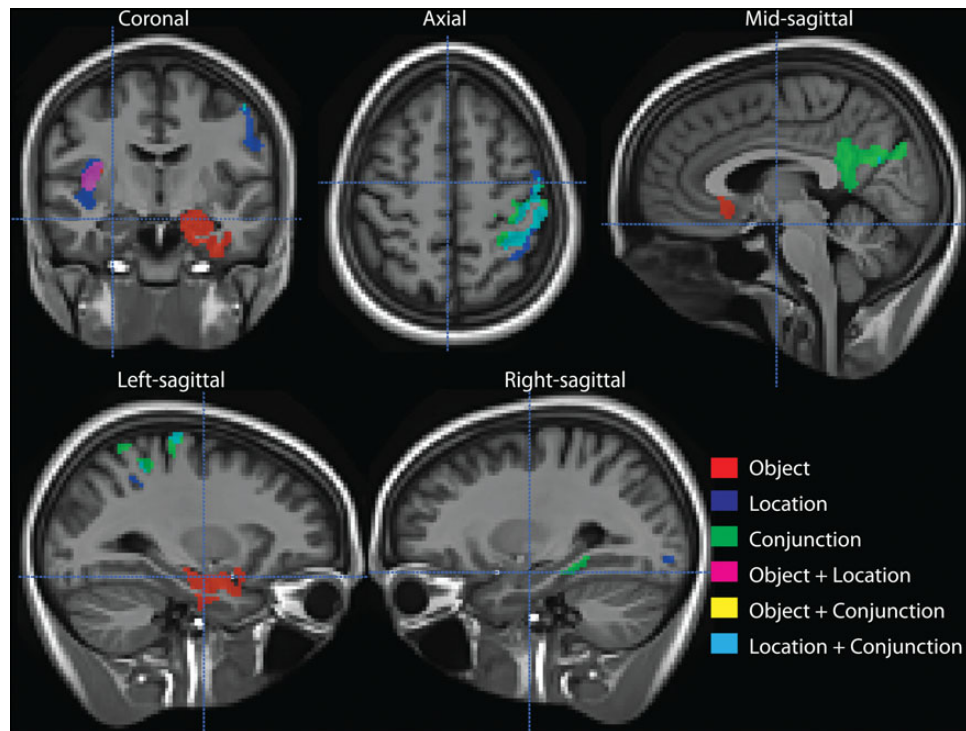 Coronal
Axial
Mid-sagittal
Left-sagittal
Right-sagittal
Object
Location
Conjunction
Object + Location
Object + Conjunction
Location + Conjunction